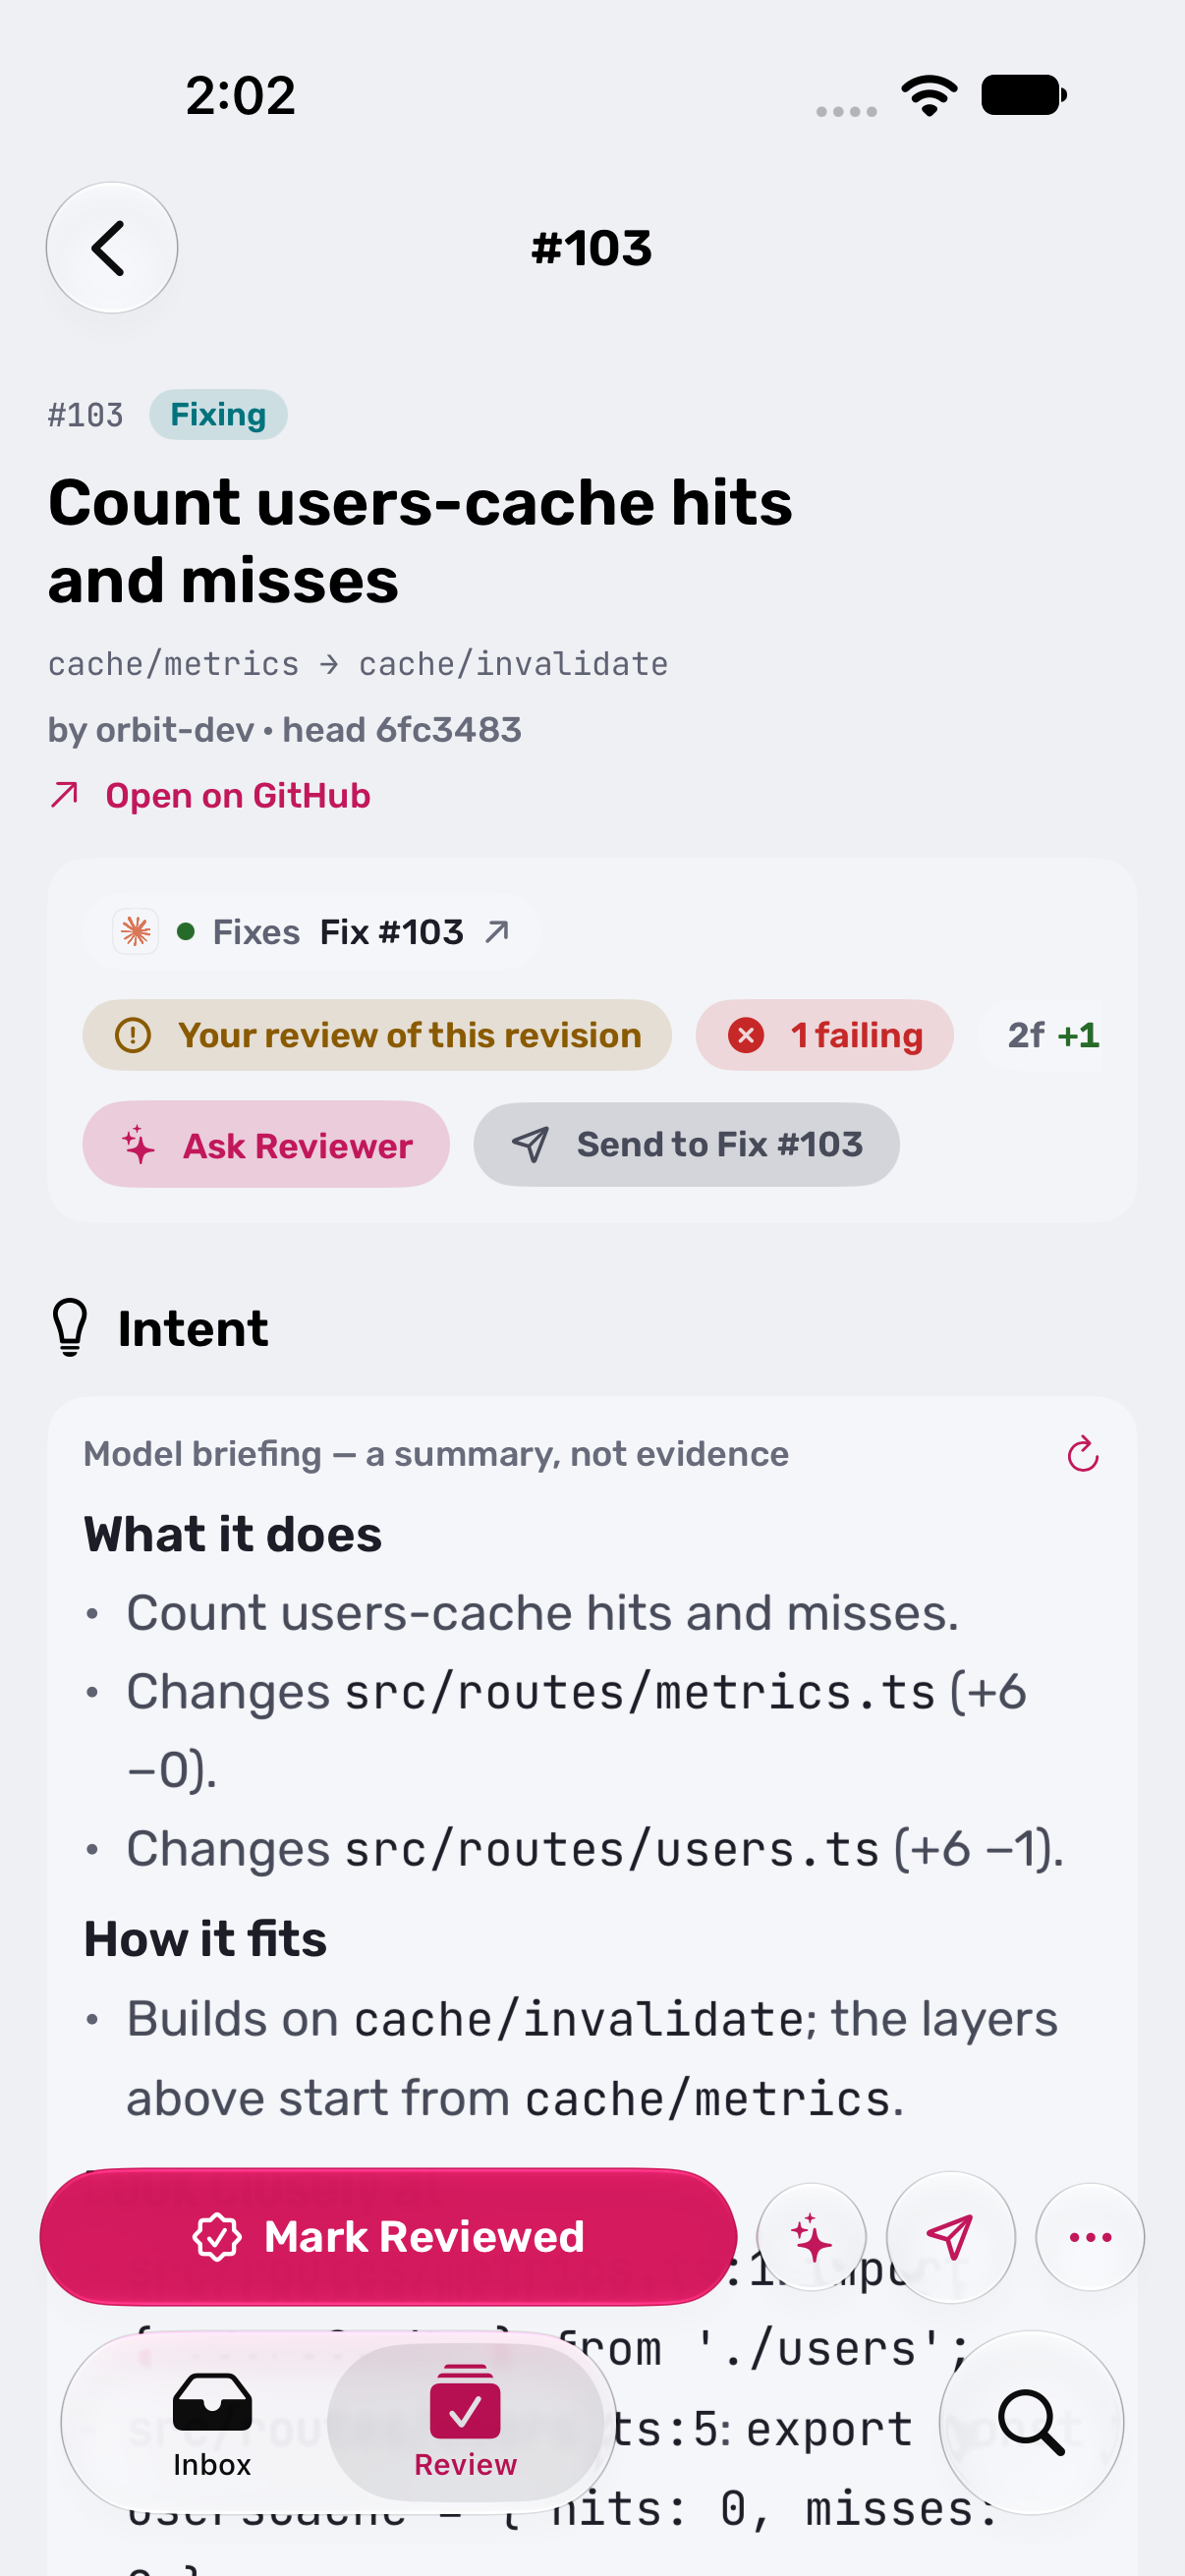 2:02
#103
#103 Fixing
Count users-cache hits
and misses
cache/metrics → cache/invalidate
by orbit-dev • head 6fc3483
Open on GitHub
Fixes Fix #103
Your review of this revision 1 failing 2f +1
Ask Reviewer Send to Fix #103
Intent
Model briefing — a summary, not evidence
What it does
• Count users-cache hits and misses.
• Changes src/routes/metrics.ts (+6
−0).
• Changes src/routes/users.ts (+6 −1).
How it fits
• Builds on cache/invalidate; the layers
above start from cache/metrics.
Look closely at
Mark Reviewed
from './users';
ts:5: export
Inbox
Review
= { hits: 0, misses: